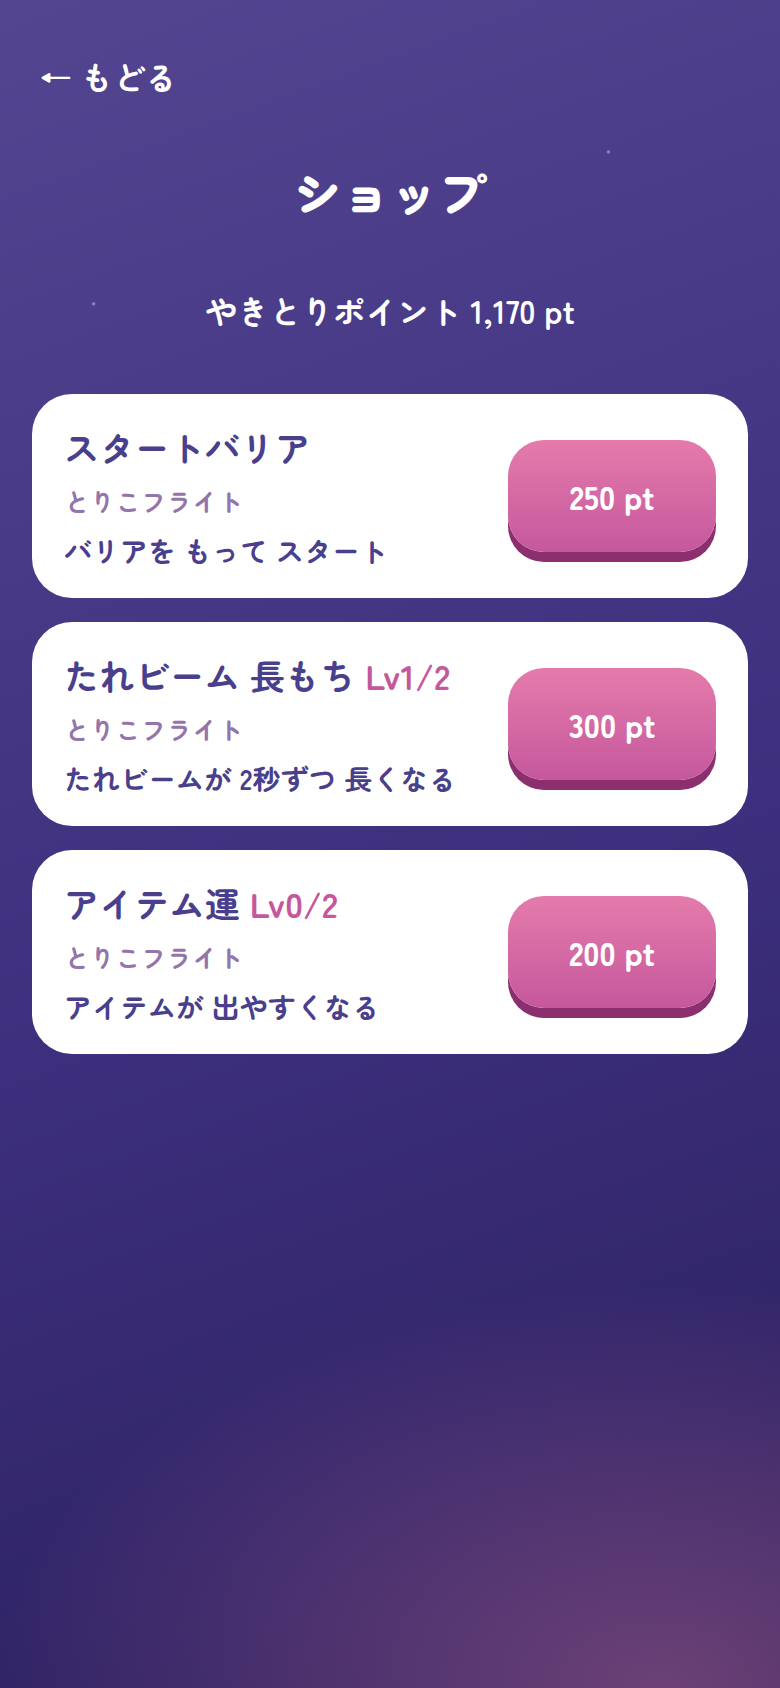 ← もどる
ショップ
やきとりポイント 1,170 pt
スタートバリア
とりこフライト
バリアを もって スタート
250 pt
たれビーム 長もち Lv1/2
とりこフライト
たれビームが 2秒ずつ 長くなる
300 pt
アイテム運 Lv0/2
とりこフライト
アイテムが 出やすくなる
200 pt